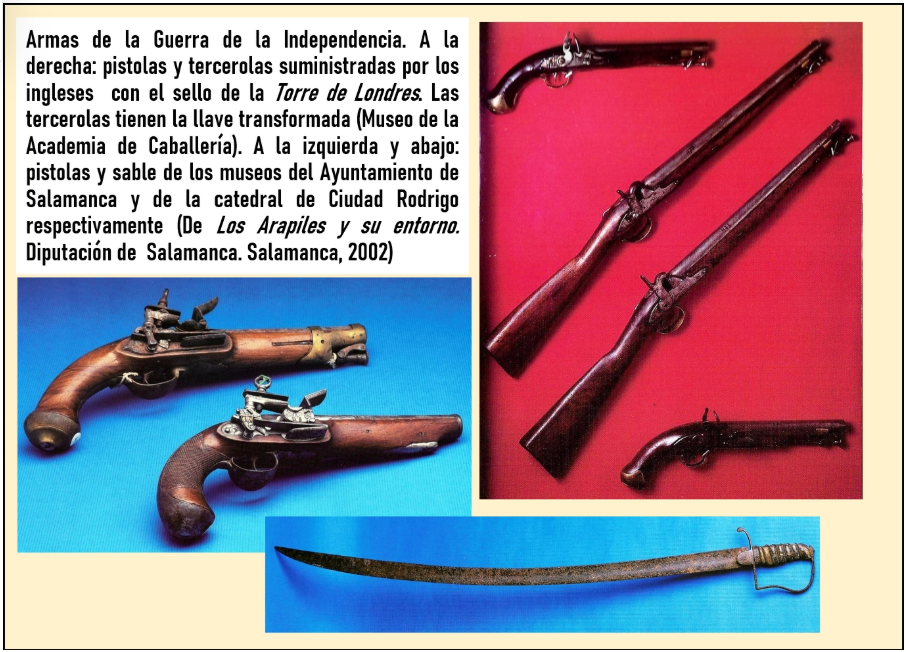 Armas de la Guerra de la Independencia. A la
derecha: pistolas y tercerolas suministradas por los
ingleses con el sello de la Torre de Londres. Las
tercerolas tienen la llave transformada (Museo de la
Academia de Caballería). A la izquierda y abajo:
pistolas y sable de los museos del Ayuntamiento de
Salamanca y de la catedral de Ciudad Rodrigo
respectivamente (De Los Arapiles y su entorno.
Diputación de Salamanca. Salamanca, 2002)